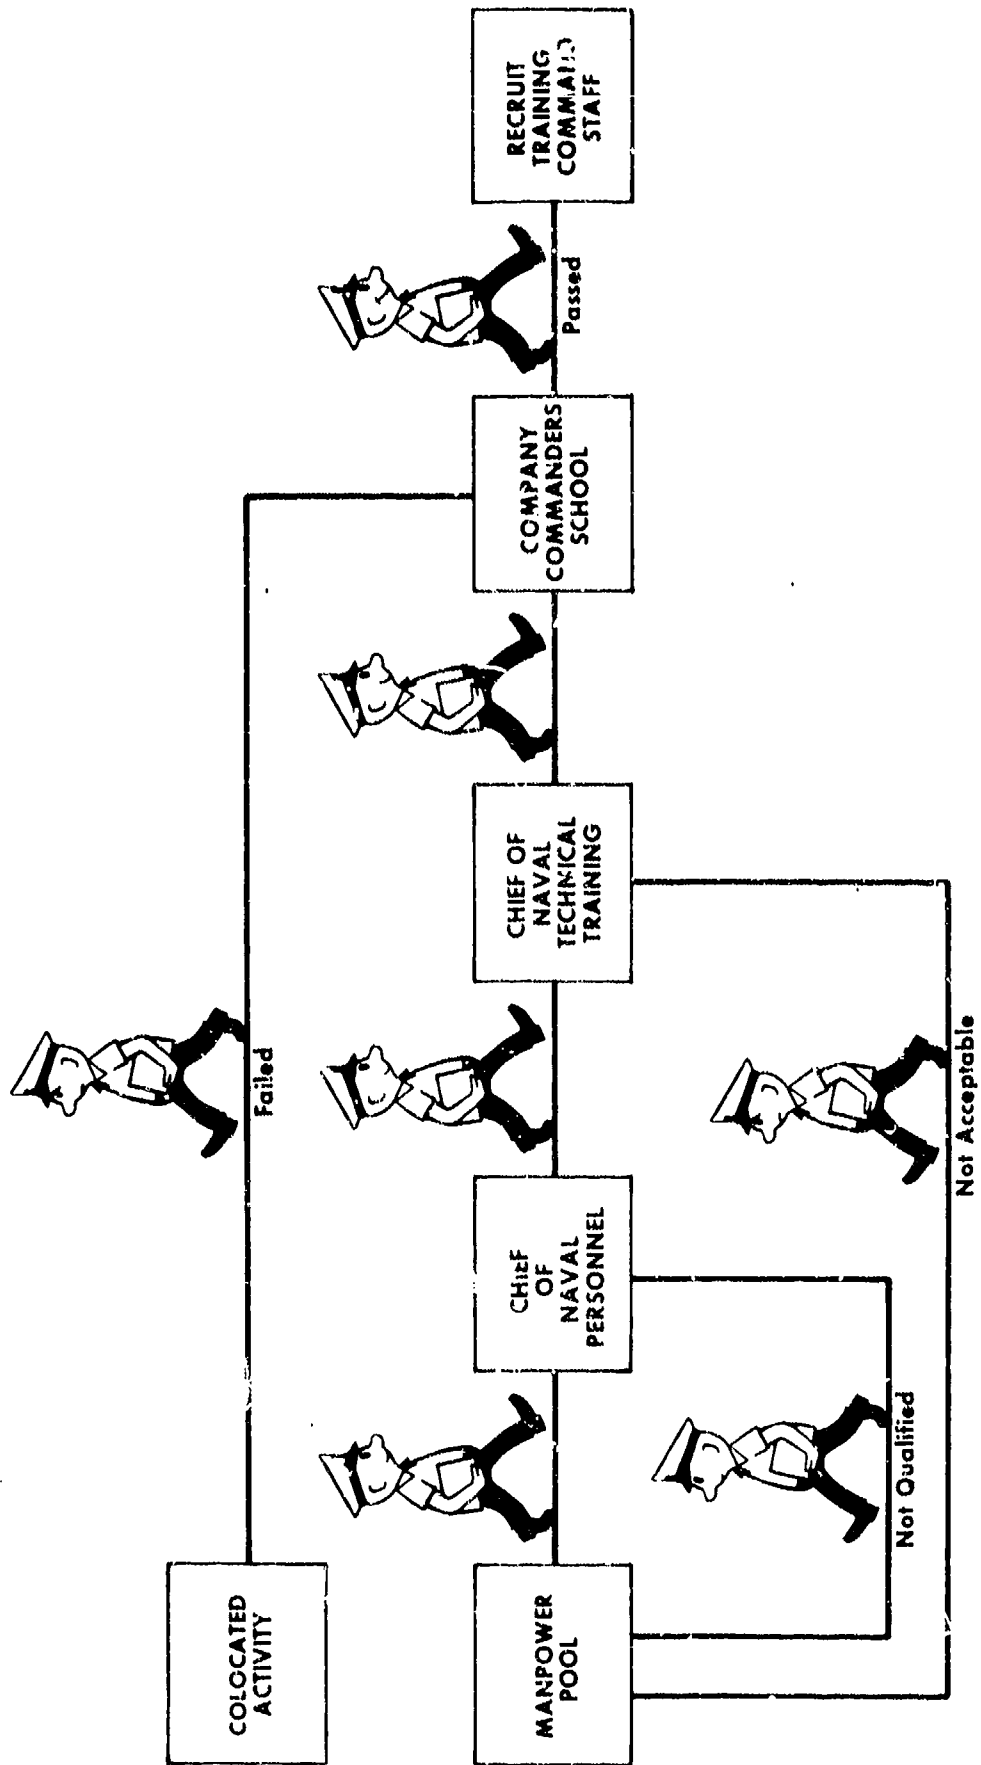 COLOCATED
ACTIVITY
Failed
MANPOWER
POOL
CHIEF
OF
NAVAL
PERSONNEL
CHIEF OF
NAVAL
TECHNICAL
TRAINING
COMPANY
COMMANDERS
SCHOOL
Passed
RECRUIT
TRAINING
COMMAND
STAFF
Not Qualified
Not Acceptable